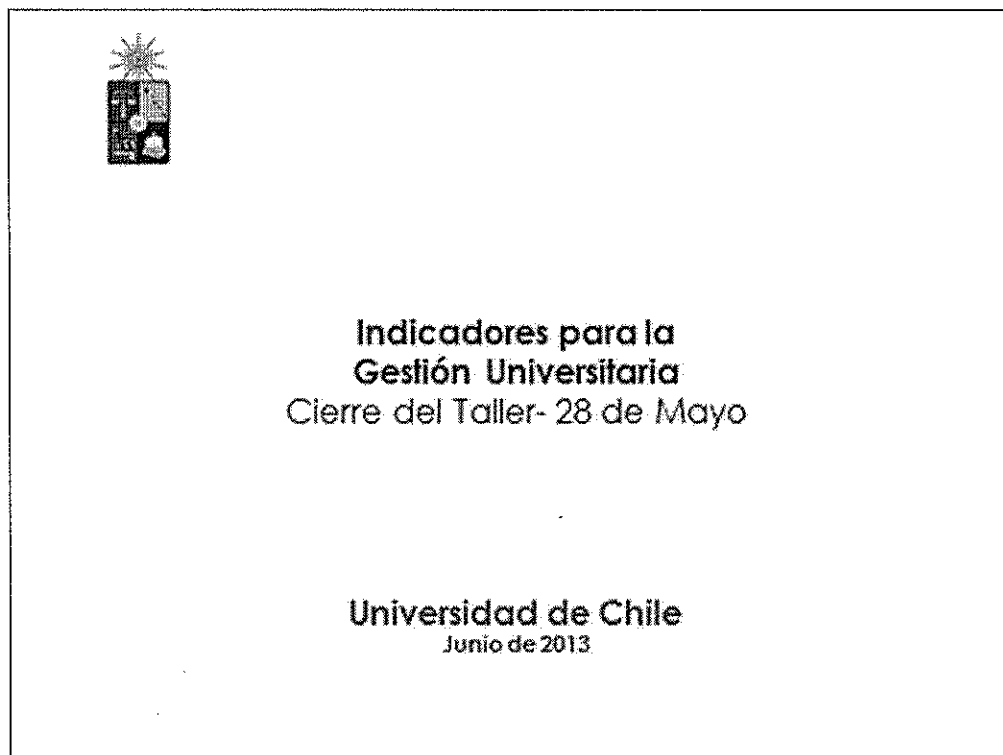 Indicadores para la
Gestión Universitaria
Cierre del Taller- 28 de Mayo
Universidad de Chile
Junio de 2013